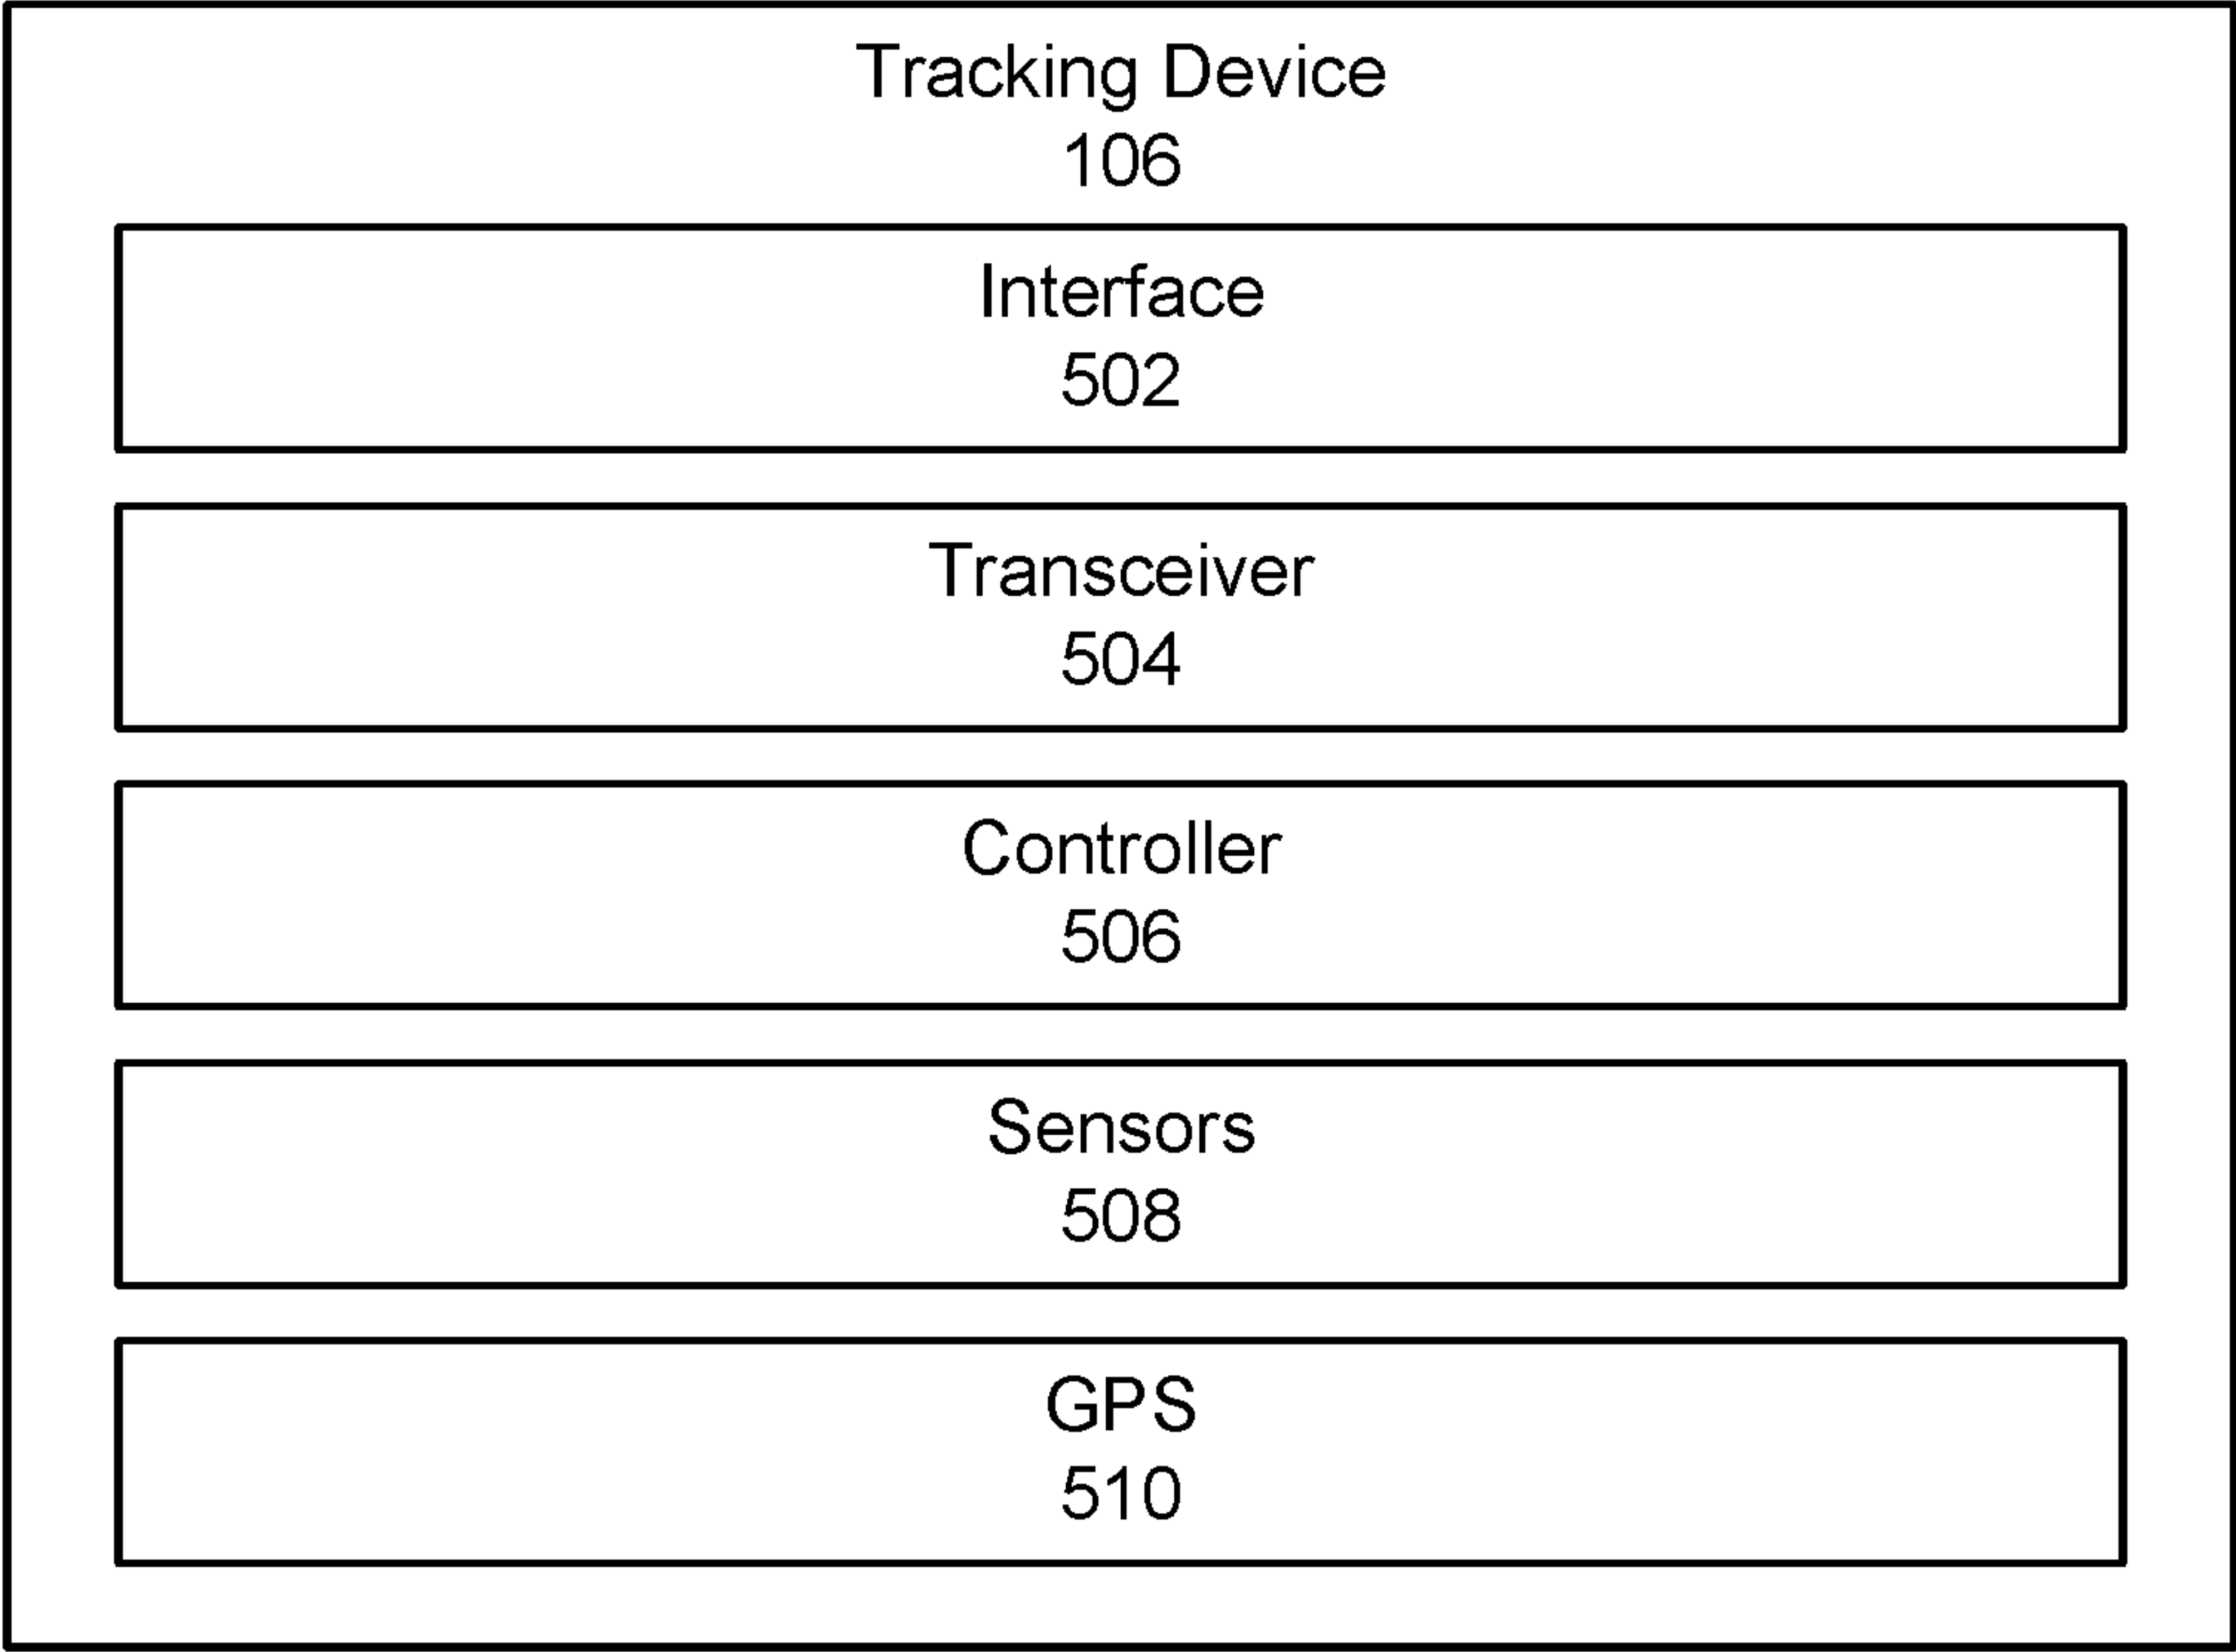 Tracking Device
106
Interface
502
Transceiver
504
Controller
506
Sensors
508
GPS
510